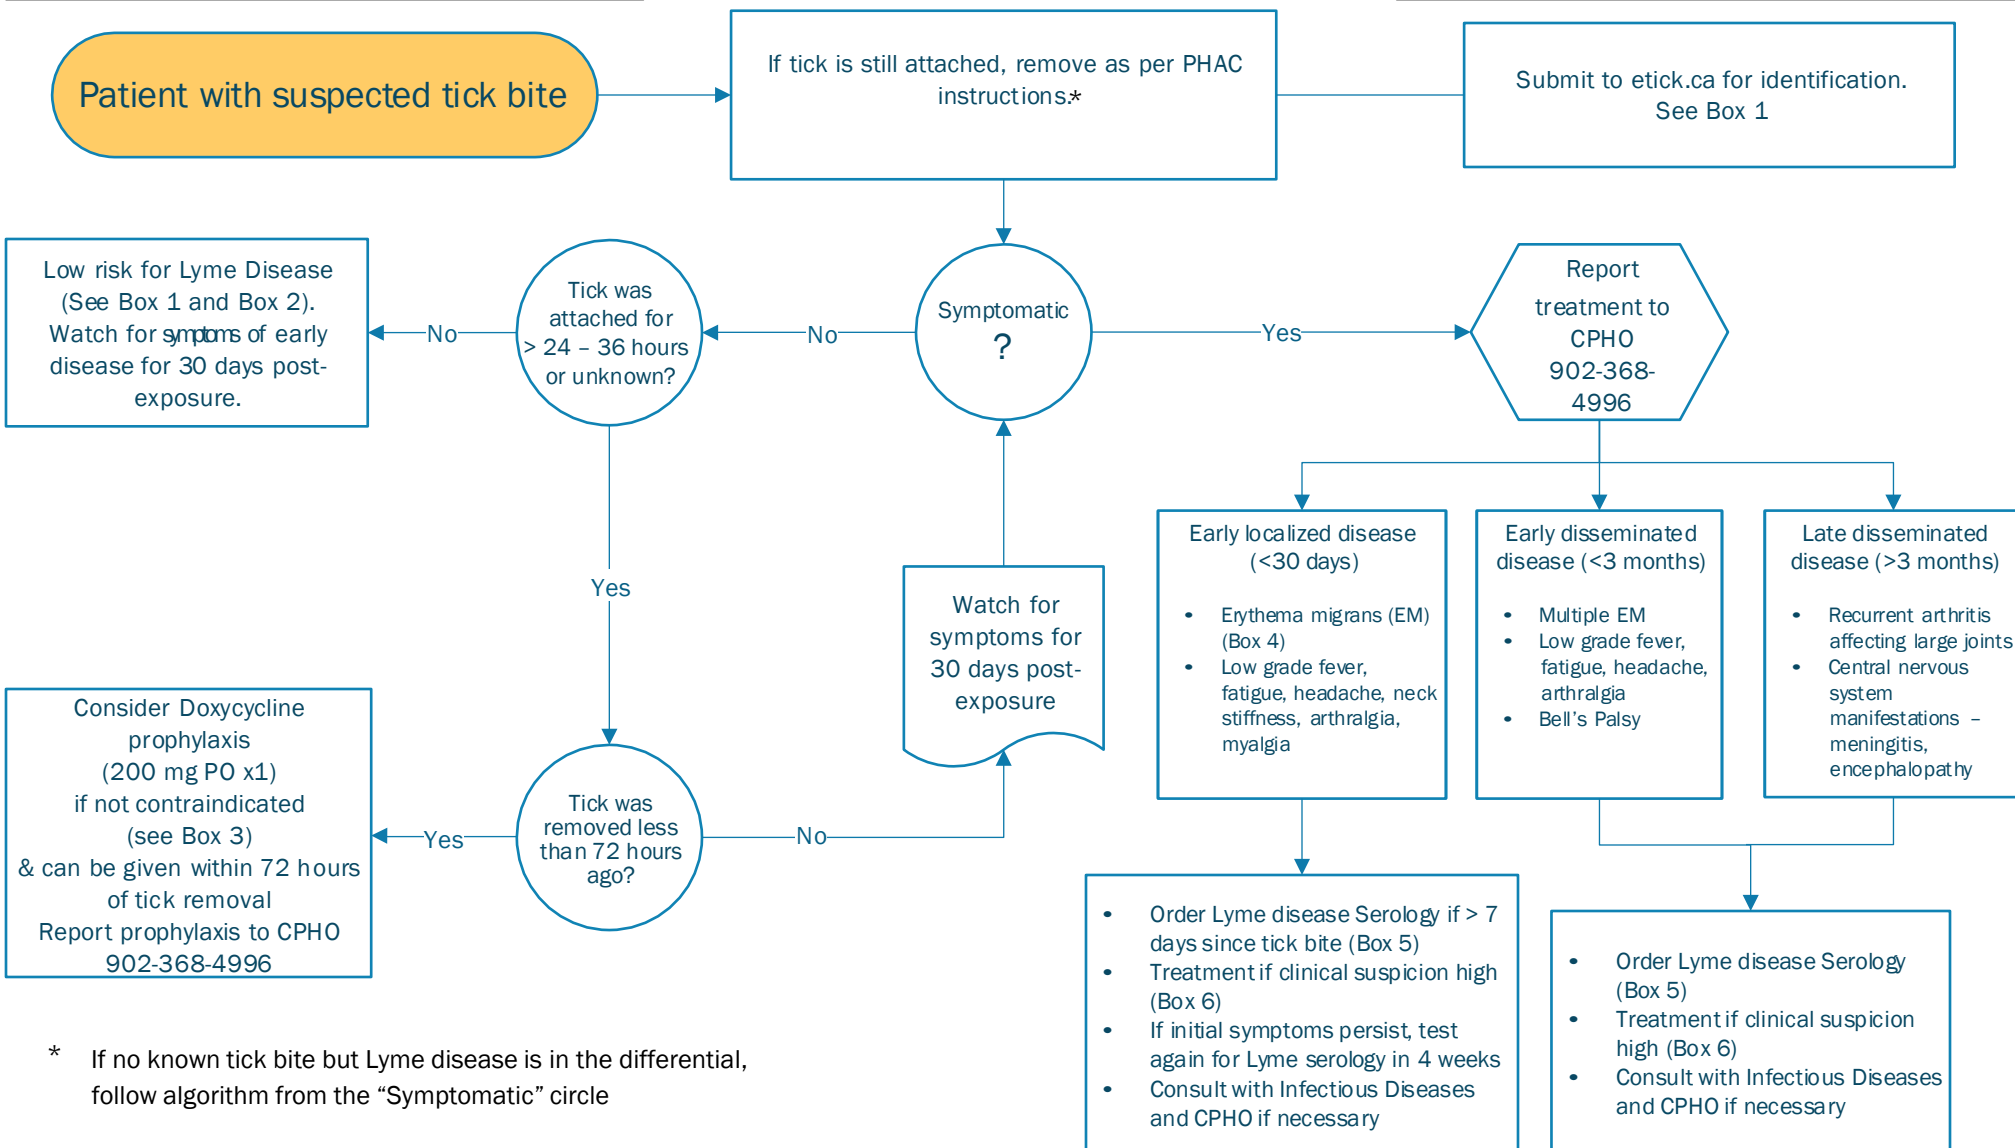 Patient with suspected tick bite
If tick is still attached, remove as per PHAC
instructions.*
Submit to etick.ca for identification.
See Box 1
Low risk for Lyme Disease
(See Box 1 and Box 2).
Watch for symptoms of early
disease for 30 days post-
exposure.
No
Tick was
attached for
> 24 – 36 hours
or unknown?
No
Symptomatic
?
Yes
Report
treatment to
CPHO
902-368-
4996
Yes
Watch for
symptoms for
30 days post-
exposure
Early localized disease
(<30 days)
• Erythema migrans (EM)
(Box 4)
• Low grade fever,
fatigue, headache, neck
stiffness, arthralgia,
myalgia
Early disseminated
disease (<3 months)
• Multiple EM
• Low grade fever,
fatigue, headache,
arthralgia
• Bell's Palsy
Late disseminated
disease (>3 months)
• Recurrent arthritis
affecting large joints
• Central nervous
system
manifestations –
meningitis,
encephalopathy
Consider Doxycycline
prophylaxis
(200 mg PO x1)
if not contraindicated
(see Box 3)
& can be given within 72 hours
of tick removal
Report prophylaxis to CPHO
902-368-4996
Yes
Tick was
removed less
than 72 hours
ago?
No
• Order Lyme disease Serology if > 7
days since tick bite (Box 5)
• Treatment if clinical suspicion high
(Box 6)
• If initial symptoms persist, test
again for Lyme serology in 4 weeks
• Consult with Infectious Diseases
and CPHO if necessary
• Order Lyme disease Serology
(Box 5)
• Treatment if clinical suspicion
high (Box 6)
• Consult with Infectious Diseases
and CPHO if necessary
* If no known tick bite but Lyme disease is in the differential,
follow algorithm from the “Symptomatic” circle